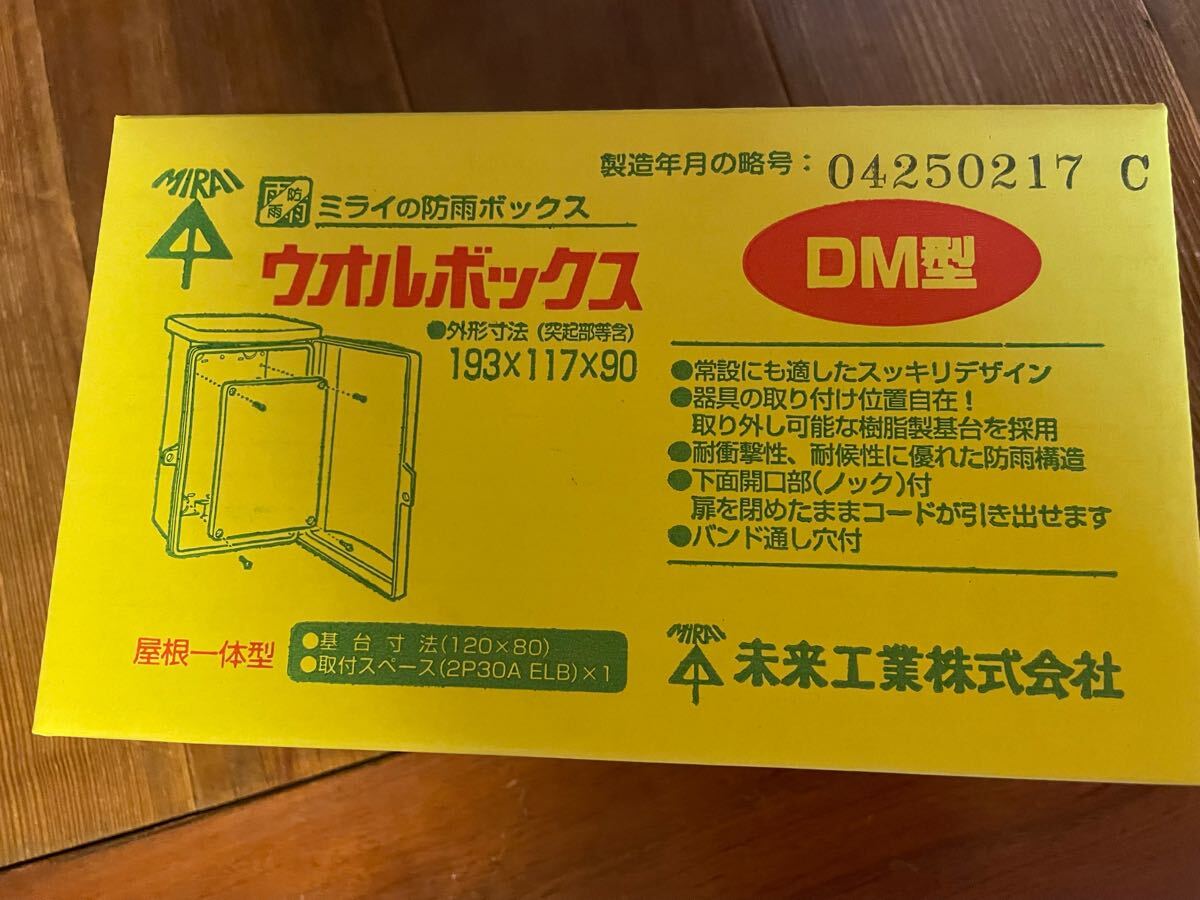 製造年月の略号：04250217 C
MIRAI
防雨
ミライの防雨ボックス
ウオルボックス
DM型
●外形寸法（突起部等含）
193×117×90
●常設にも適したスッキリデザイン
●器具の取り付け位置自在！
取り外し可能な樹脂製基台を採用
●耐衝撃性、耐候性に優れた防雨構造
●下面開口部（ノック）付
扉を閉めたままコードが引き出せます
●バンド通し穴付
屋根一体型
●基台寸法（120×80）
●取付スペース（2P30A ELB）×1
MIRAI
未来工業株式会社